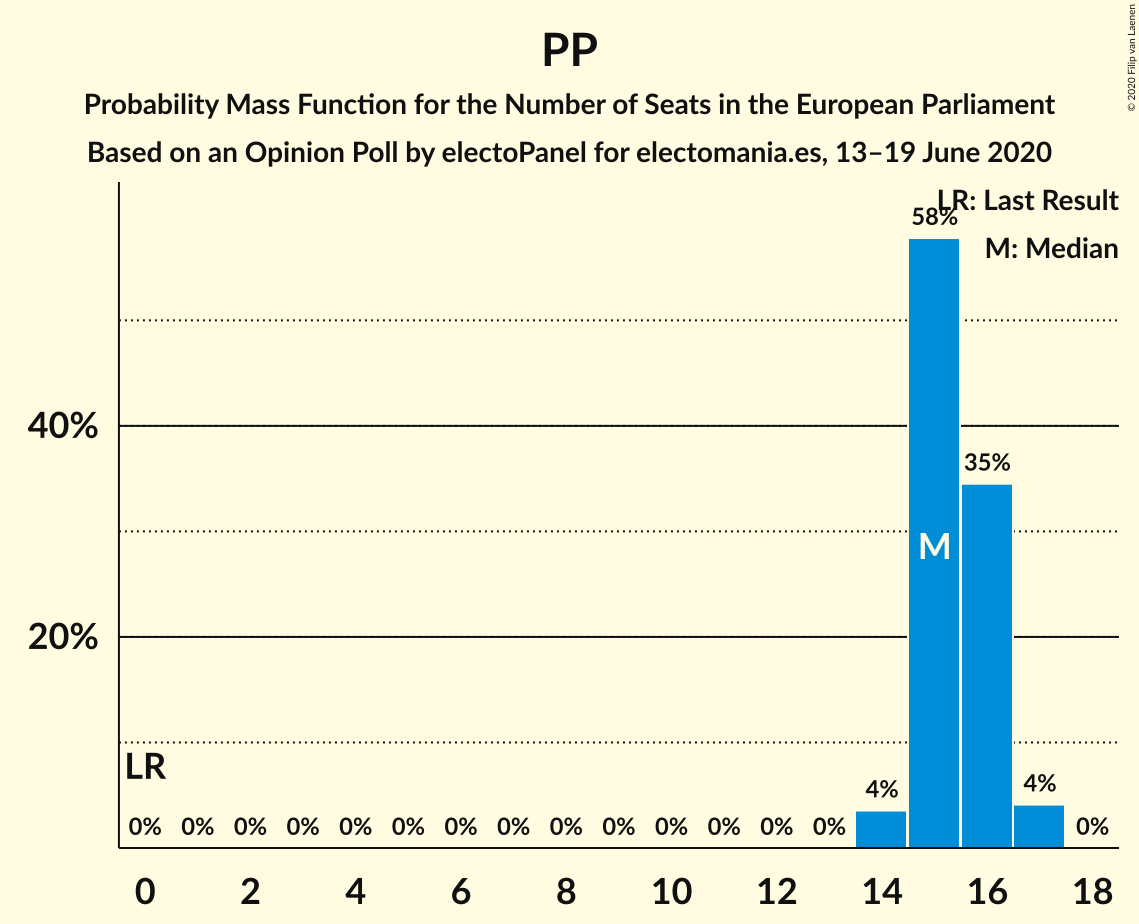 PP
Probability Mass Function for the Number of Seats in the European Parliament
Based on an Opinion Poll by electoPanel for electomania.es, 13–19 June 2020
© 2020 Filip van Laenen
LR: Last Result
M: Median
58%
40%
35%
M
20%
LR
0% 0% 0% 0% 0% 0% 0% 0% 0% 0% 0% 0% 0% 0% 4% 4% 0%
0 2 4 6 8 10 12 14 16 18